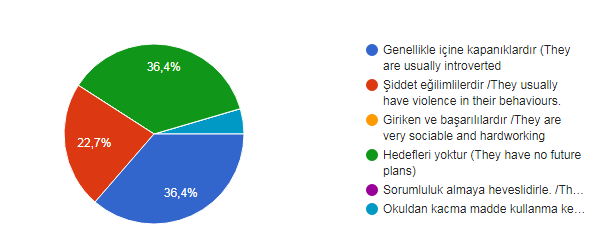 36,4%
22,7%
36,4%
Genellikle içine kapanıklardır (They
are usually introverted
Şiddet eğilimlilerdir /They usually
have violence in their behaviours.
Giriken ve başarılılardır /They are
very sociable and hardworking
Hedefleri yoktur (They have no future
plans)
Sorumluluk almaya heveslidirle. /Th…
Okuldan kacma madde kullanma ke…